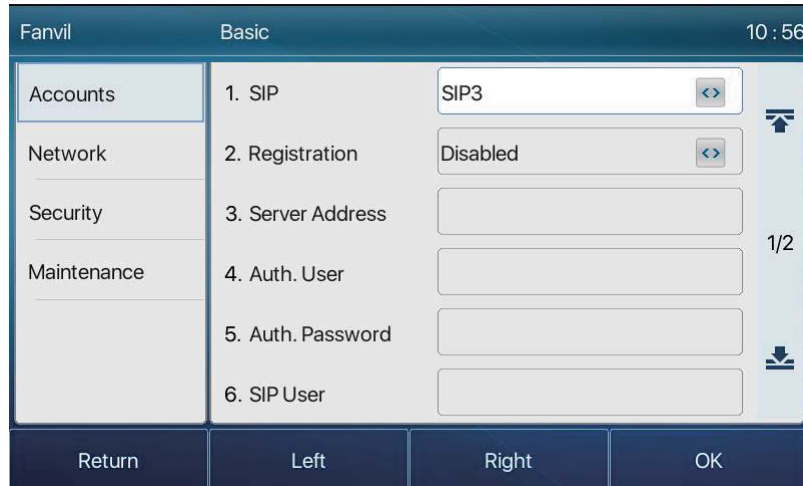 Fanvil Basic 10:56
Accounts
Network
Security
Maintenance
1. SIP SIP3 <>
2. Registration Disabled <>
3. Server Address
4. Auth. User
5. Auth. Password
6. SIP User
1/2
Return Left Right OK